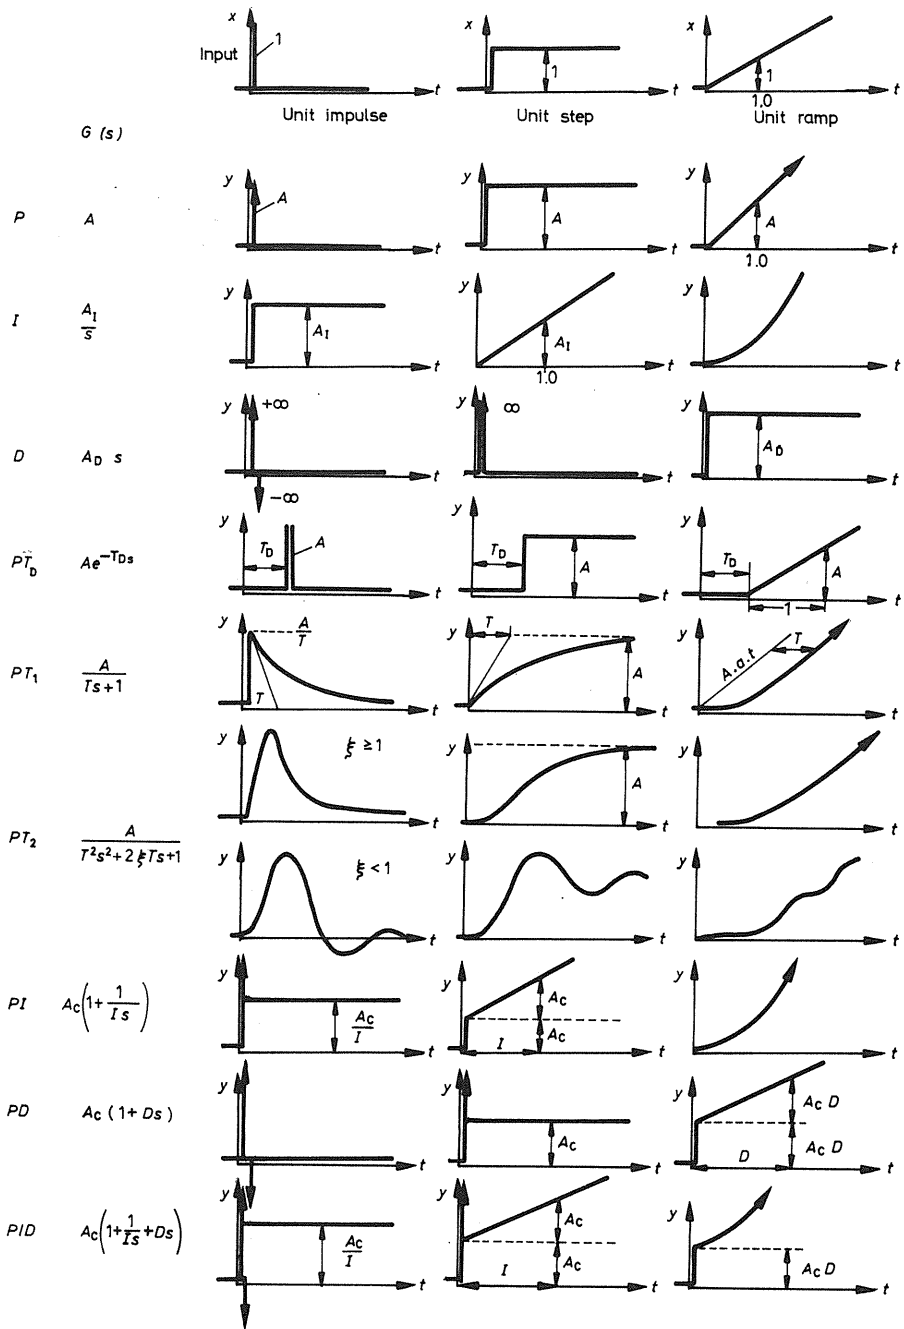 x 1 x x
Input 1 1
t t 1.0 t
Unit impulse Unit step Unit ramp
G (s)
y y y
P A A A A
t t 1.0 t
y y y
I A_I/s A_I A_I
t 1.0 t t
y +∞ y ∞ y
D A_D s A_D
t t t
-∞
y y y
PT_D Ae^{-T_Ds} T_D A T_D A T_D A
t t 1 t
y A/T y T y A.a.t T
PT_1 A/(Ts+1) T A
t t t
y ξ ≥ 1 y y
A
t t t
PT_2 A/(T²s²+2ξTs+1)
y ξ < 1 y y
t t t
y y y
PI A_C(1+1/(Is)) A_C/I A_C
I A_C
t t t
y y y
PD A_C (1+Ds) A_C A_C D
D A_C D
t t t
y y y
PID A_C(1+1/(Is)+Ds) A_C/I A_C
I A_C A_C D
t t t